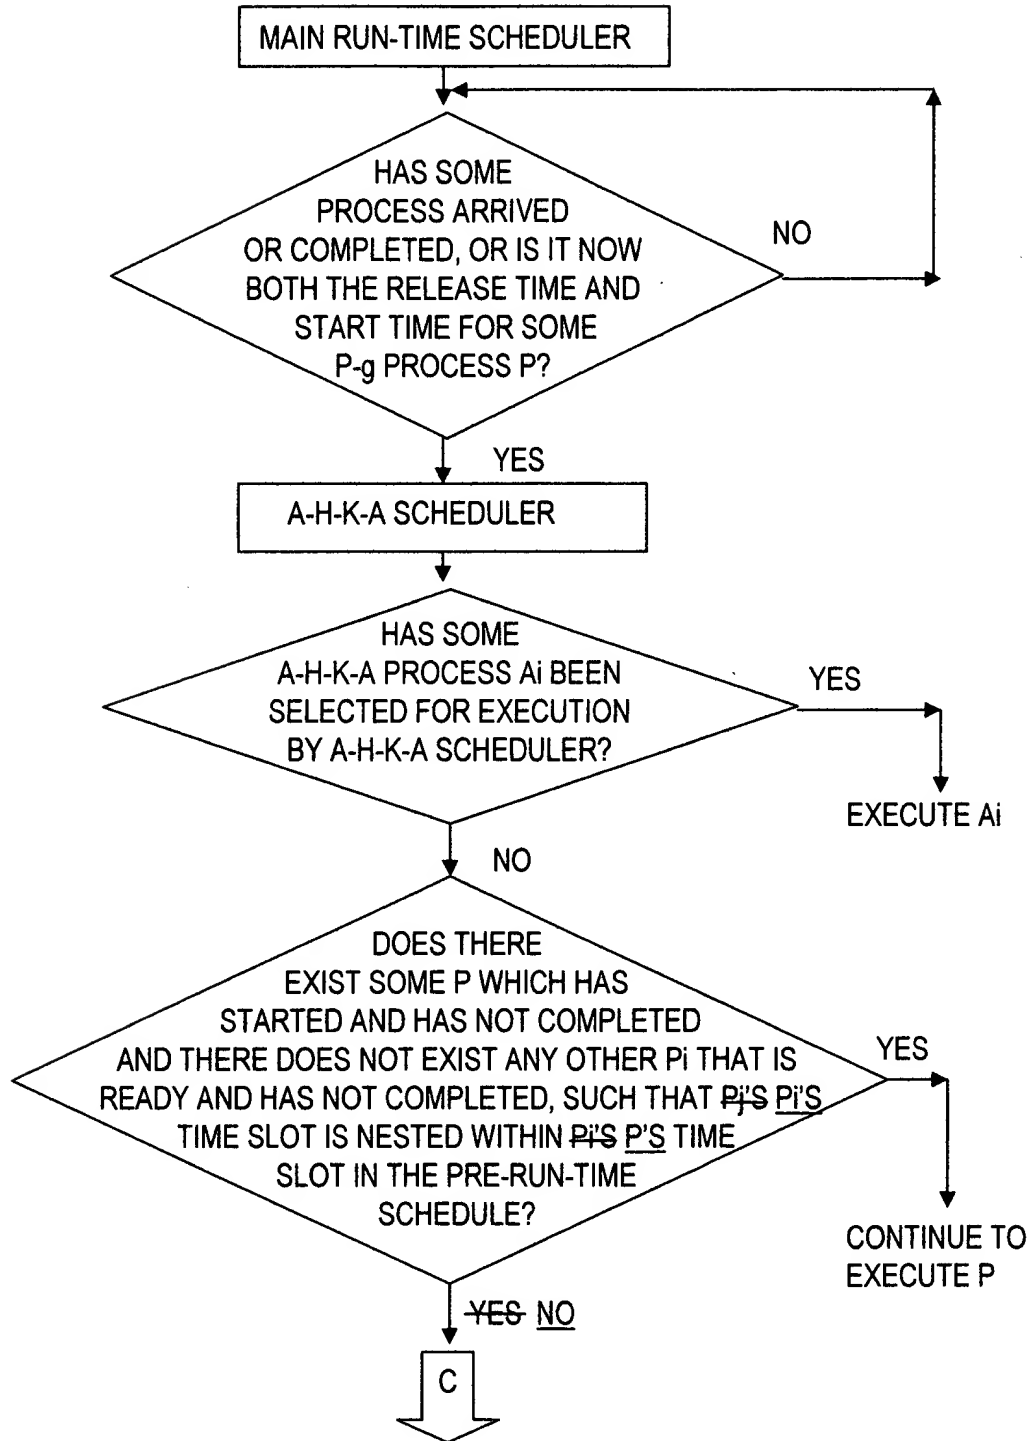 MAIN RUN-TIME SCHEDULER
HAS SOME
PROCESS ARRIVED
OR COMPLETED, OR IS IT NOW
BOTH THE RELEASE TIME AND
START TIME FOR SOME
P-g PROCESS P?
NO
YES
A-H-K-A SCHEDULER
HAS SOME
A-H-K-A PROCESS Ai BEEN
SELECTED FOR EXECUTION
BY A-H-K-A SCHEDULER?
YES
EXECUTE Ai
NO
DOES THERE
EXIST SOME P WHICH HAS
STARTED AND HAS NOT COMPLETED
AND THERE DOES NOT EXIST ANY OTHER Pi THAT IS
READY AND HAS NOT COMPLETED, SUCH THAT Pj'S Pi'S
TIME SLOT IS NESTED WITHIN Pi'S P'S TIME
SLOT IN THE PRE-RUN-TIME
SCHEDULE?
YES
CONTINUE TO
EXECUTE P
YES NO
C